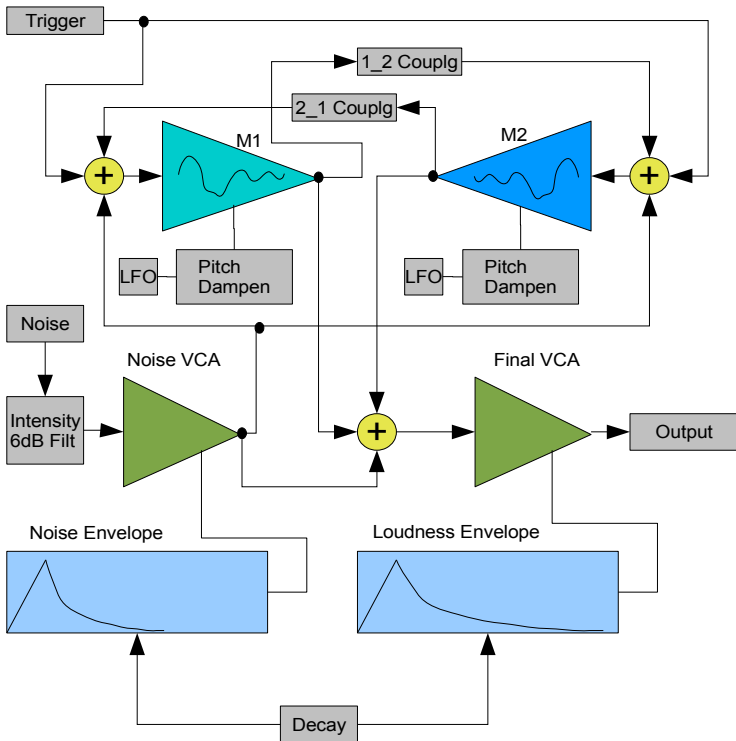 Trigger
1_2 Couplg
2_1 Couplg
M1
M2
+
+
LFO
Pitch
Dampen
LFO
Pitch
Dampen
Noise
Noise VCA
Final VCA
Intensity
6dB Filt
+
Output
Noise Envelope
Loudness Envelope
Decay